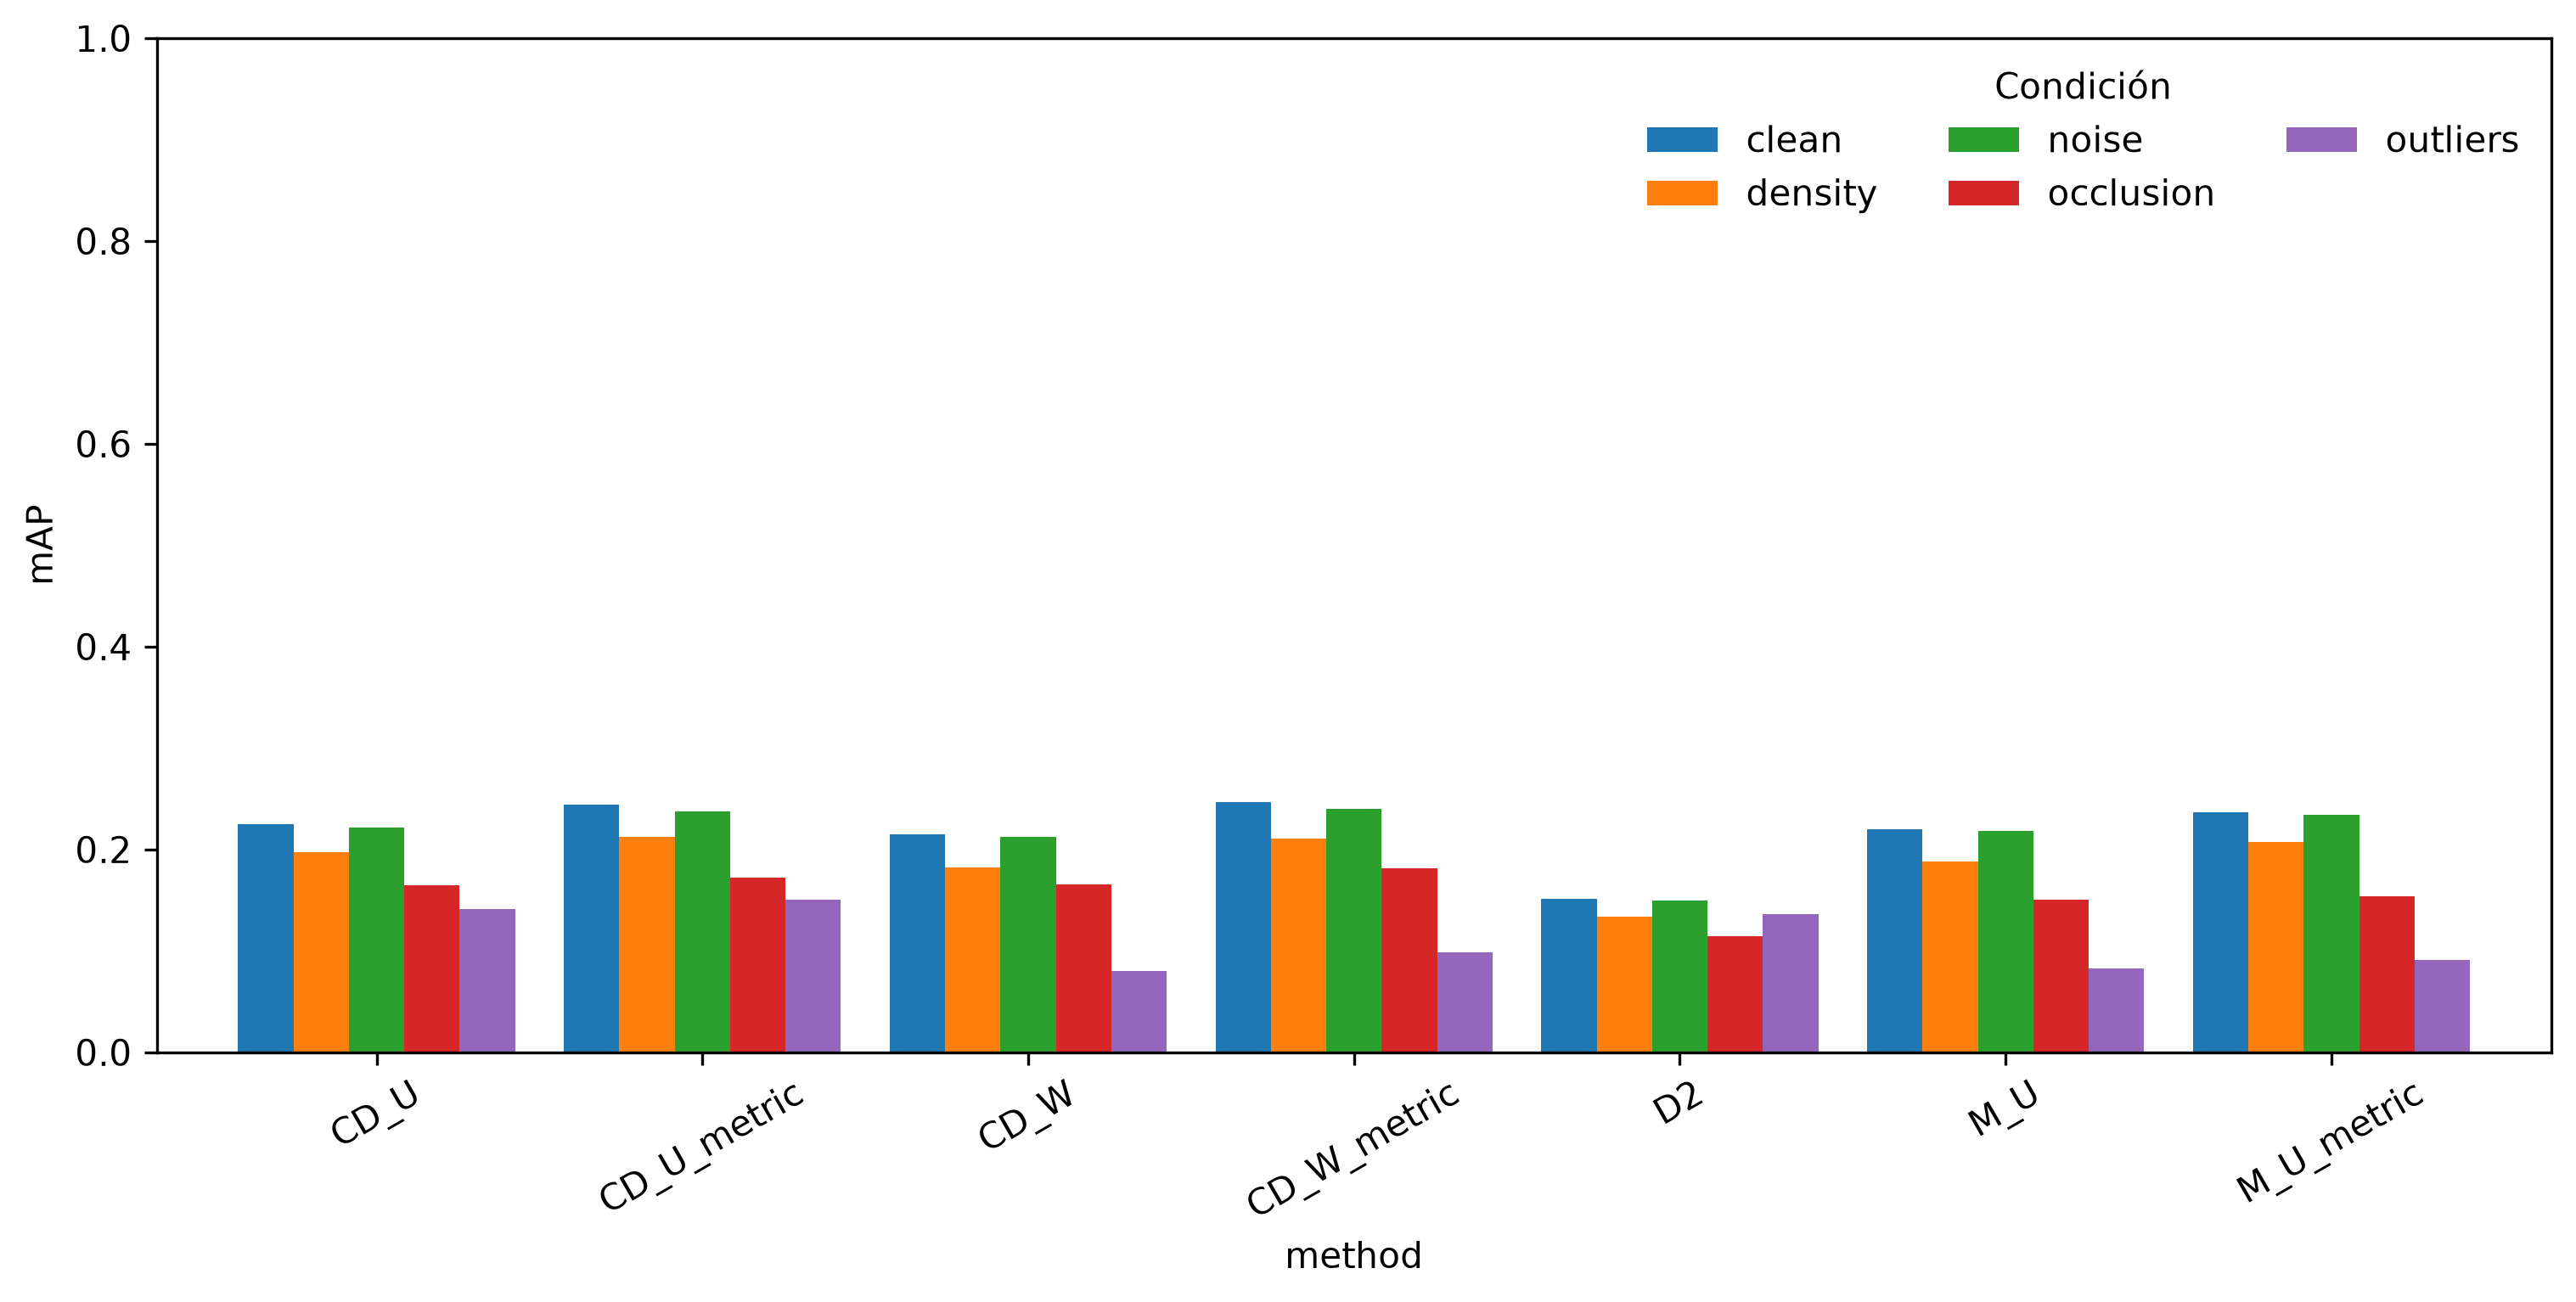 1.0
0.8
0.6
0.4
0.2
0.0
mAP
Condición
clean
noise
outliers
density
occlusion
CD_U
CD_U_metric
CD_W
CD_W_metric
D2
M_U
M_U_metric
method